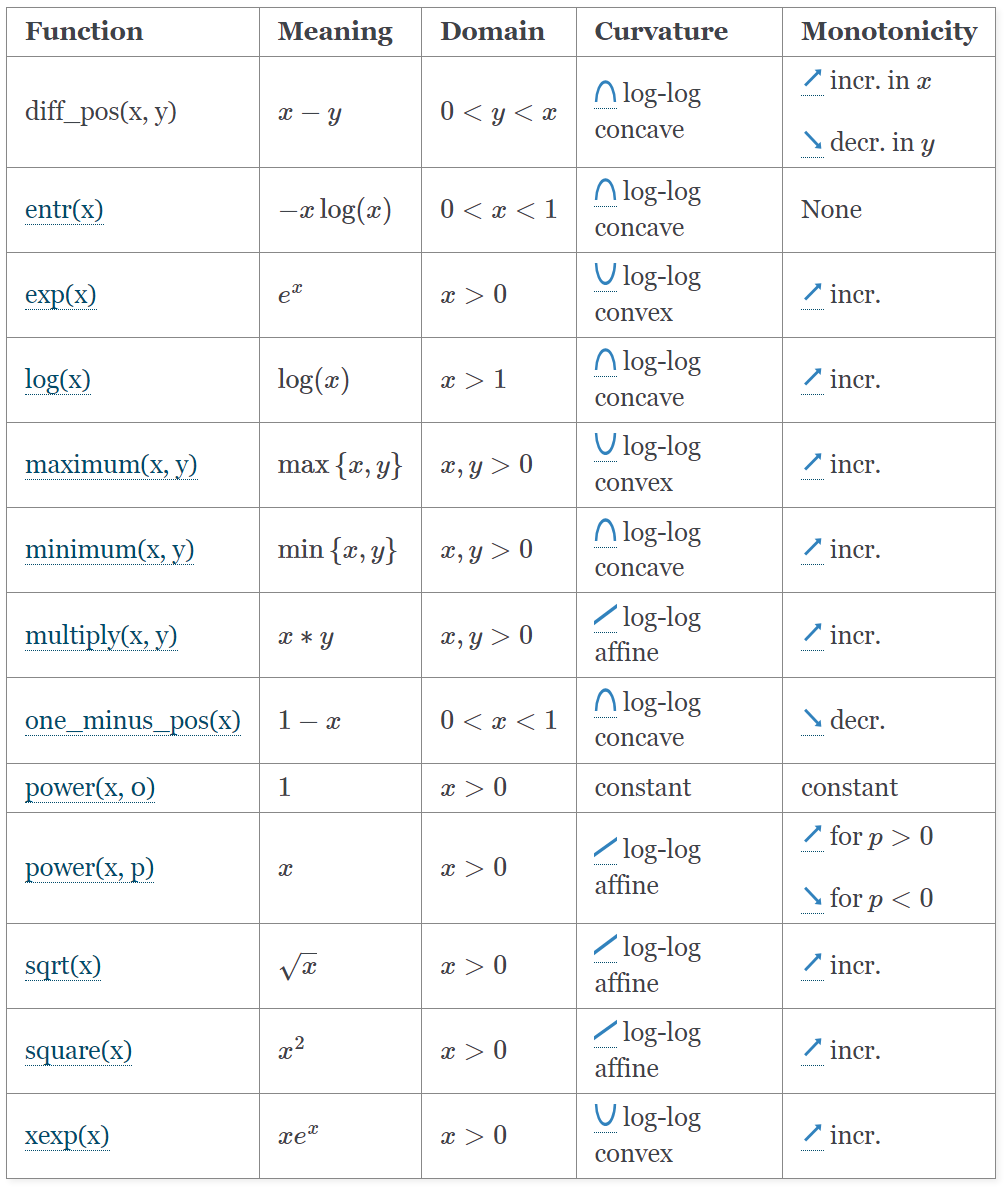 Function Meaning Domain Curvature Monotonicity
diff_pos(x, y) x − y 0 < y < x log-log concave incr. in x
decr. in y
entr(x) −x log(x) 0 < x < 1 log-log concave None
exp(x) e^x x > 0 log-log convex incr.
log(x) log(x) x > 1 log-log concave incr.
maximum(x, y) max {x, y} x, y > 0 log-log convex incr.
minimum(x, y) min {x, y} x, y > 0 log-log concave incr.
multiply(x, y) x ∗ y x, y > 0 log-log affine incr.
one_minus_pos(x) 1 − x 0 < x < 1 log-log concave decr.
power(x, 0) 1 x > 0 constant constant
power(x, p) x x > 0 log-log affine for p > 0
for p < 0
sqrt(x) √x x > 0 log-log affine incr.
square(x) x² x > 0 log-log affine incr.
xexp(x) xe^x x > 0 log-log convex incr.